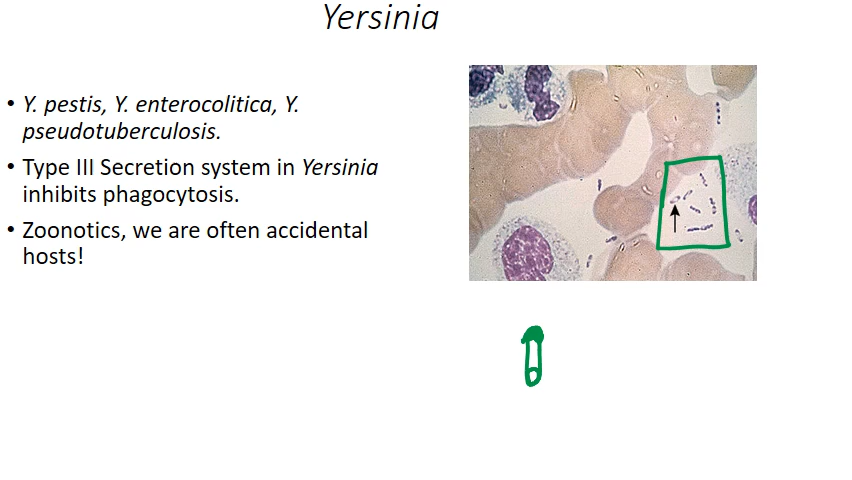 Yersinia
• Y. pestis, Y. enterocolitica, Y.
pseudotuberculosis.
• Type III Secretion system in Yersinia
inhibits phagocytosis.
• Zoonotics, we are often accidental
hosts!